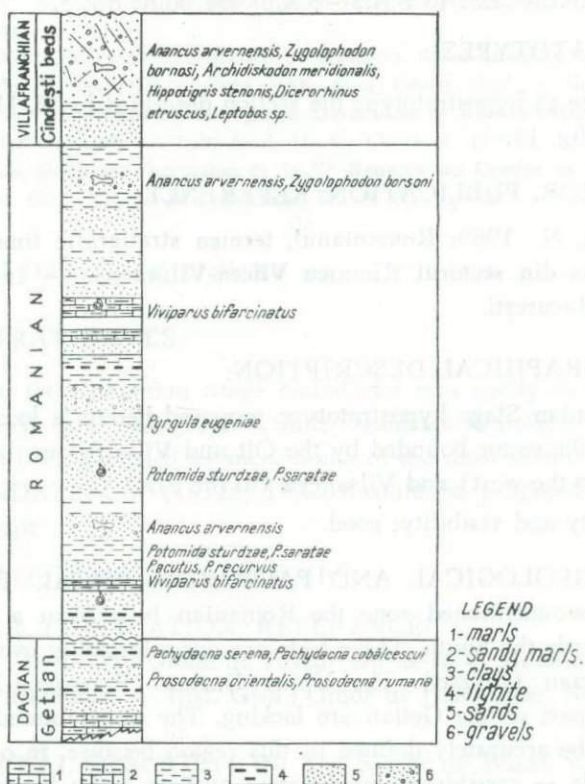 VILLAFRANCHIAN
Cindesti beds
Anancus arvernensis, Zygolophodon
bornosi, Archidiskodon meridionalis,
Hippotigris stenonis, Dicerorhinus
etruscus, Leptobos sp.
ROMANIAN
Anancus arvernensis, Zygolophodon borsoni
Viviparus bifarcinatus
Pyrgula eugeniae
Potomida sturdzae, P.saratae
Anancus arvernensis
Potomida sturdzae, P.saratae
P.acutus, P.recurvus
Viviparus bifarcinatus
DACIAN
Getian
Pachydacna serena, Pachydacna cobălcescui
Prosodacna orientalis, Prosodacna rumana
LEGEND
1- marls
2- sandy marls.
3- clays
4- lignite
5- sands
6- gravels
1 2 3 4 5 6